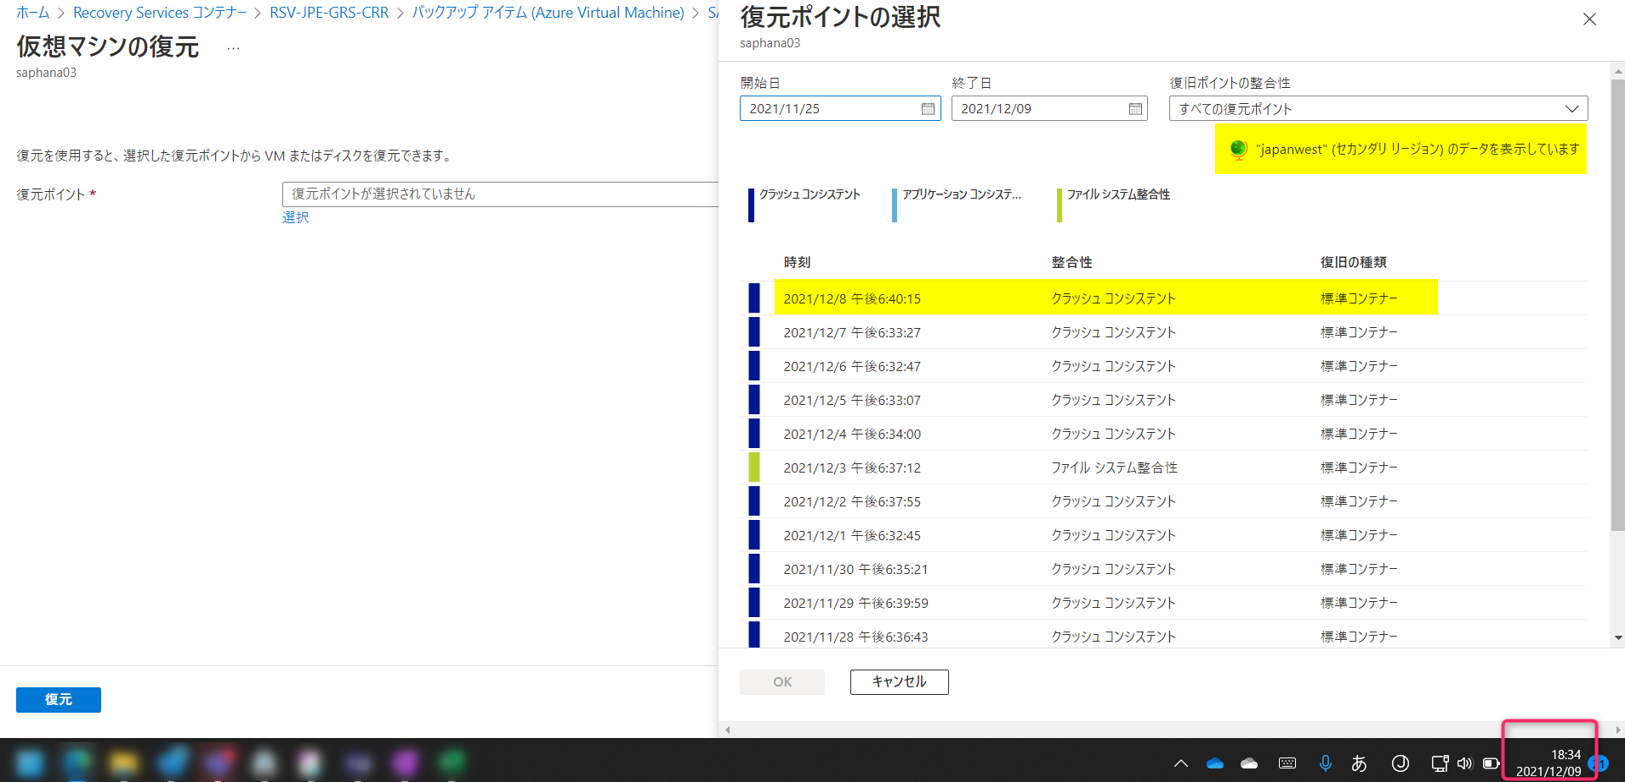 ホーム > Recovery Services コンテナー > RSV-JPE-GRS-CRR > バックアップ アイテム (Azure Virtual Machine) >
仮想マシンの復元 …
saphana03
復元を使用すると、選択した復元ポイントから VM またはディスクを復元できます。
復元ポイント *
復元ポイントが選択されていません
選択
復元
復元ポイントの選択
saphana03
開始日 終了日 復旧ポイントの整合性
2021/11/25 2021/12/09 すべての復元ポイント
"japanwest" (セカンダリ リージョン) のデータを表示しています
クラッシュ コンシステント アプリケーション コンシステ... ファイル システム整合性
時刻 整合性 復旧の種類
2021/12/8 午後6:40:15 クラッシュ コンシステント 標準コンテナー
2021/12/7 午後6:33:27 クラッシュ コンシステント 標準コンテナー
2021/12/6 午後6:32:47 クラッシュ コンシステント 標準コンテナー
2021/12/5 午後6:33:07 クラッシュ コンシステント 標準コンテナー
2021/12/4 午後6:34:00 クラッシュ コンシステント 標準コンテナー
2021/12/3 午後6:37:12 ファイル システム整合性 標準コンテナー
2021/12/2 午後6:37:55 クラッシュ コンシステント 標準コンテナー
2021/12/1 午後6:32:45 クラッシュ コンシステント 標準コンテナー
2021/11/30 午後6:35:21 クラッシュ コンシステント 標準コンテナー
2021/11/29 午後6:39:59 クラッシュ コンシステント 標準コンテナー
2021/11/28 午後6:36:43 クラッシュ コンシステント 標準コンテナー
OK キャンセル
あ J
18:34
2021/12/09